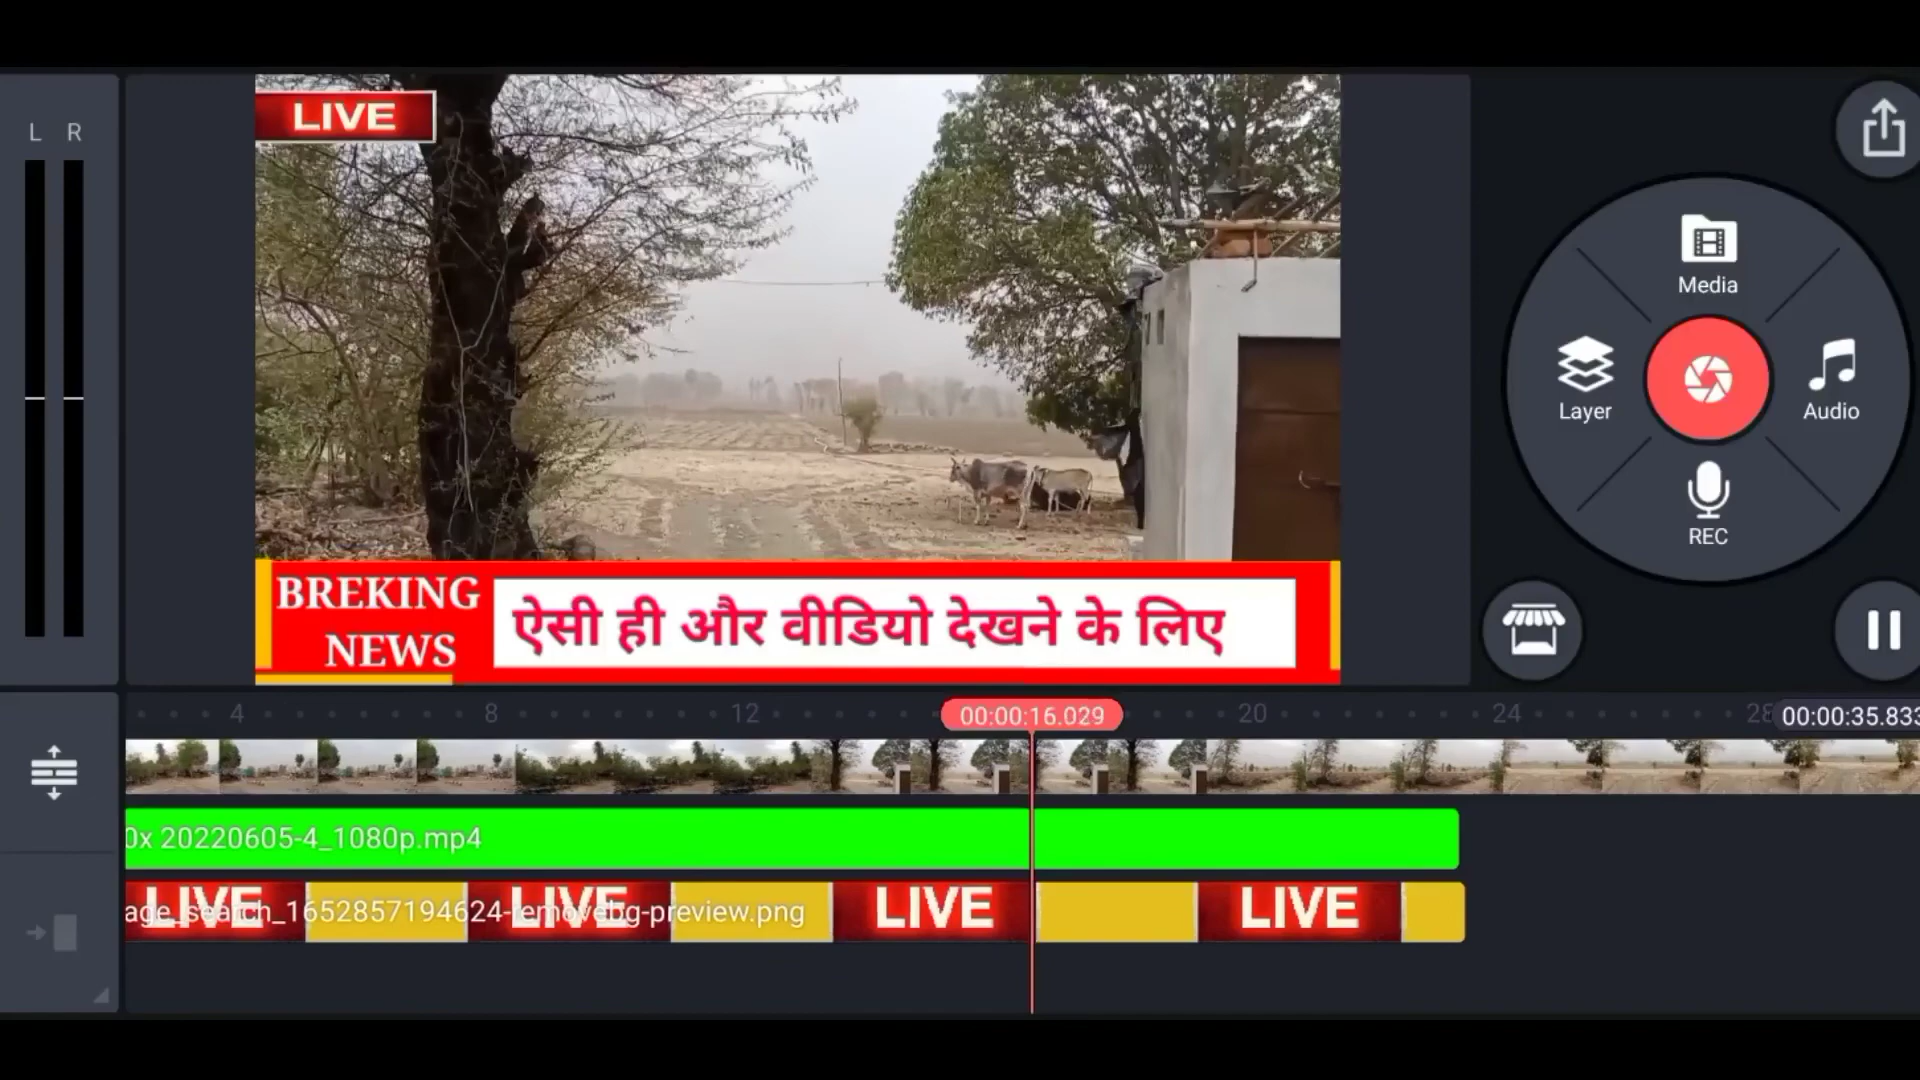 L R
LIVE
Media
Layer
Audio
REC
BREKING
NEWS
ऐसी ही और वीडियो देखने के लिए
4 8 12 00:00:16.029 20 24 28 00:00:35.833
0x 20220605-4_1080p.mp4
LIVE LIVE LIVE LIVE
age_search_1652857194624-removebg-preview.png